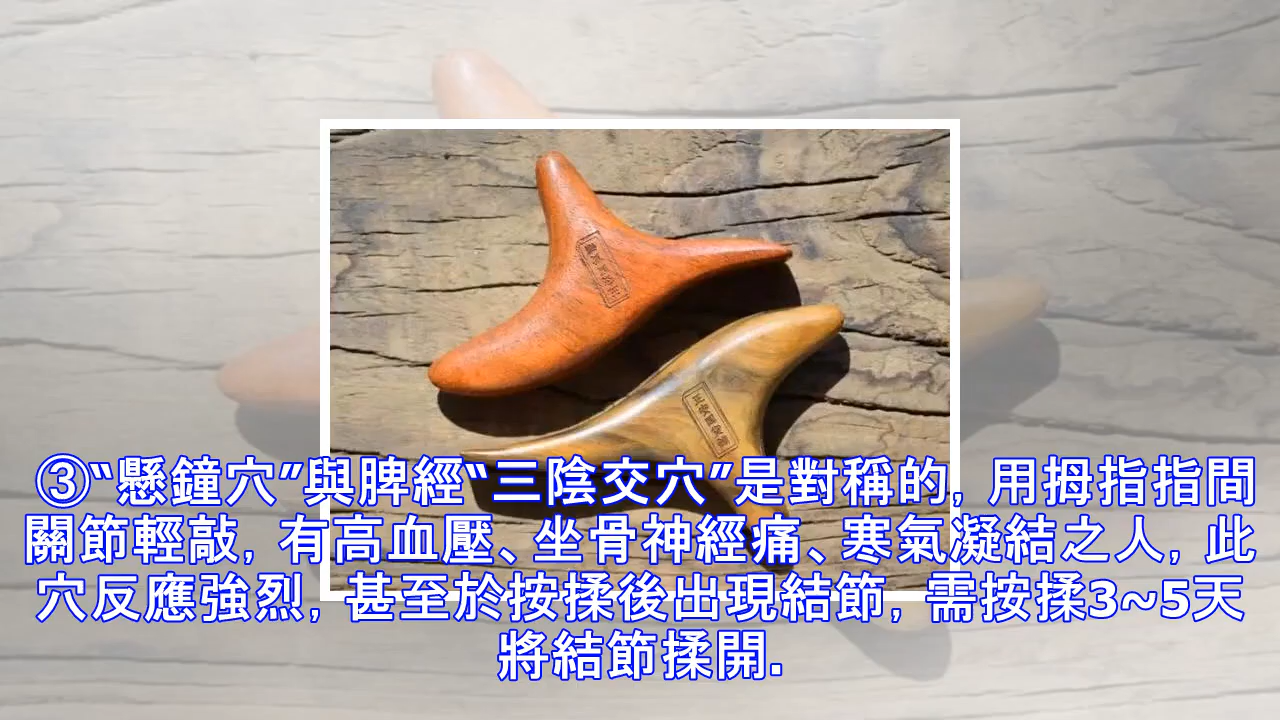 ③“懸鐘穴”與脾經“三陰交穴”是對稱的, 用拇指指間
關節輕敲, 有高血壓、坐骨神經痛、寒氣凝結之人, 此
穴反應強烈, 甚至於按揉後出現結節, 需按揉3~5天
將結節揉開.